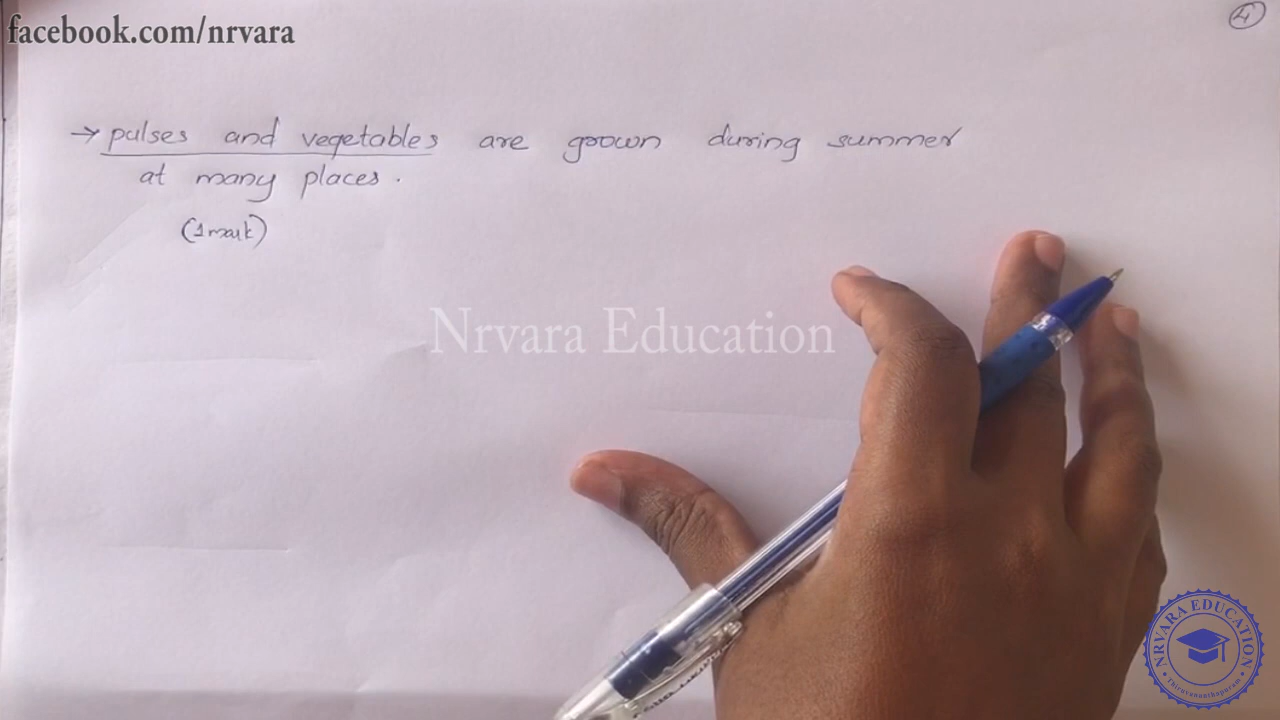 facebook.com/nrvara
4
→ pulses and vegetables are grown during summer
at many places.
(1 mark)
Nrvara Education
NRVARA EDUCATION
Thiruvananthapuram